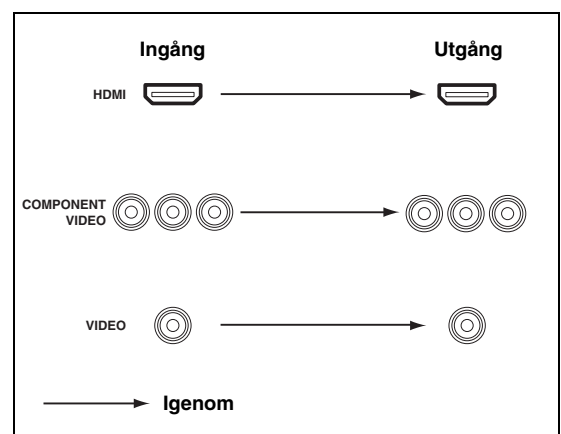 Ingång Utgång
HDMI
COMPONENT
VIDEO
VIDEO
Igenom